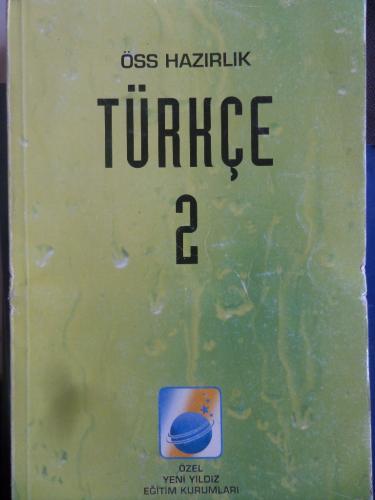 ÖSS HAZIRLIK
TÜRKÇE
2
ÖZEL
YENİ YILDIZ
EĞİTİM KURUMLARI